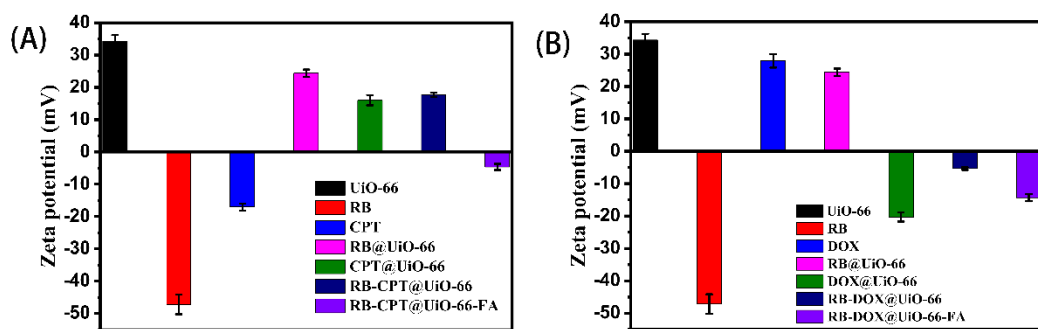 (A)
Zeta potential (mV)
40
30
20
10
0
-10
-20
-30
-40
-50
UiO-66
RB
CPT
RB@UiO-66
CPT@UiO-66
RB-CPT@UiO-66
RB-CPT@UiO-66-FA
(B)
Zeta potential (mV)
40
30
20
10
0
-10
-20
-30
-40
-50
UiO-66
RB
DOX
RB@UiO-66
DOX@UiO-66
RB-DOX@UiO-66
RB-DOX@UiO-66-FA